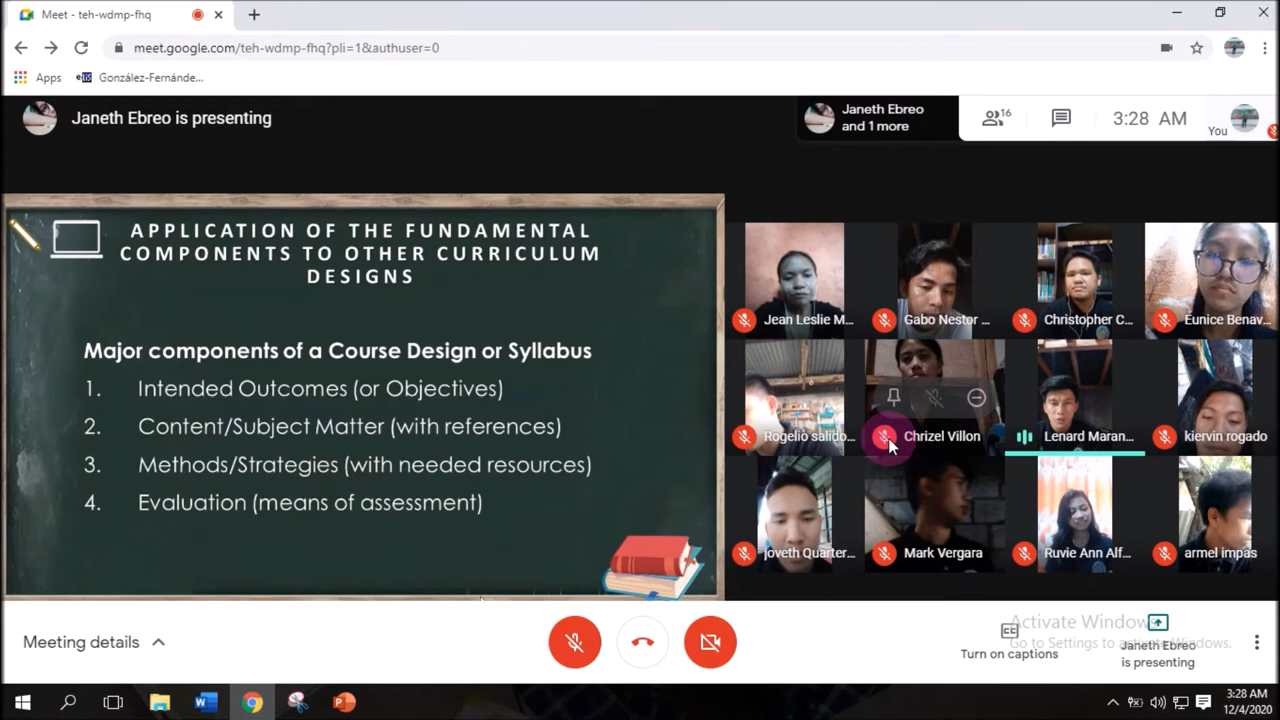 Meet - teh-wdmp-fhq
meet.google.com/teh-wdmp-fhq?pli=1&authuser=0
Apps
González-Fernánde...
Janeth Ebreo is presenting
Janeth Ebreo
and 1 more
16
3:28 AM
You
APPLICATION OF THE FUNDAMENTAL
COMPONENTS TO OTHER CURRICULUM
DESIGNS
Major components of a Course Design or Syllabus
1. Intended Outcomes (or Objectives)
2. Content/Subject Matter (with references)
3. Methods/Strategies (with needed resources)
4. Evaluation (means of assessment)
Jean Leslie M...
Gabo Nestor ...
Christopher C...
Eunice Benav...
Rogelio salido...
Chrizel Villon
Lenard Maran...
kiervin rogado
joveth Quarter...
Mark Vergara
Ruvie Ann Alf...
armel impas
Meeting details
CC
Turn on captions
Activate Windows
Go to Settings to activate Windows.
Janeth Ebreo
is presenting
3:28 AM
12/4/2020